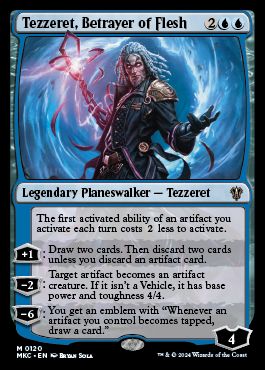 Tezzeret, Betrayer of Flesh 2
Legendary Planeswalker — Tezzeret
The first activated ability of an artifact you
activate each turn costs 2 less to activate.
+1: Draw two cards. Then discard two cards
unless you discard an artifact card.
-2: Target artifact becomes an artifact
creature. If it isn't a Vehicle, it has base
power and toughness 4/4.
-6: You get an emblem with "Whenever an
artifact you control becomes tapped,
draw a card."
4
M 0120
MKC • EN Bryan Sola
™ & © 2024 Wizards of the Coast